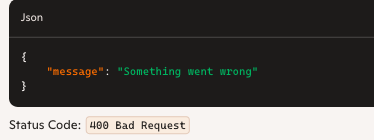 Json
{
"message": "Something went wrong"
}
Status Code: 400 Bad Request